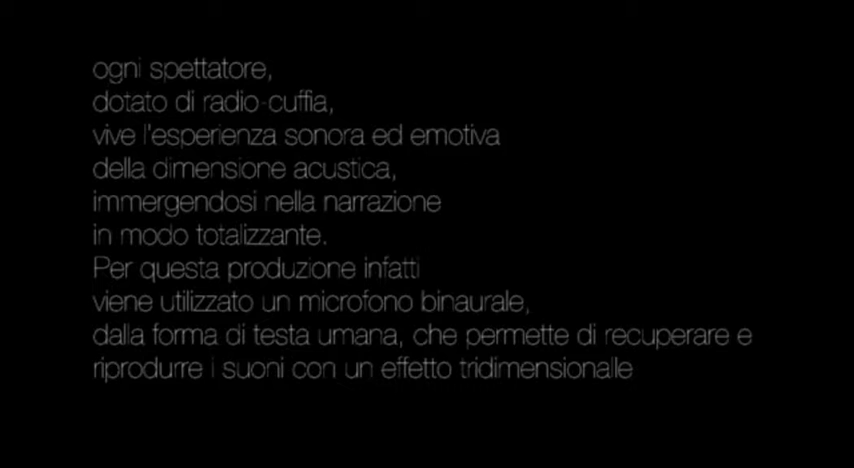 ogni spettatore,
dotato di radio-cuffia,
vive l'esperienza sonora ed emotiva
della dimensione acustica,
immergendosi nella narrazione
in modo totalizzante.
Per questa produzione infatti
viene utilizzato un microfono binaurale,
dalla forma di testa umana, che permette di recuperare e
riprodurre i suoni con un effetto tridimensionalle